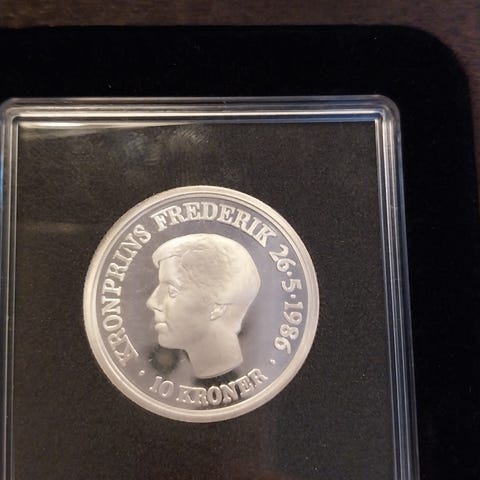 KRONPRINS FREDERIK 26·5·1986
· 10 KRONER ·